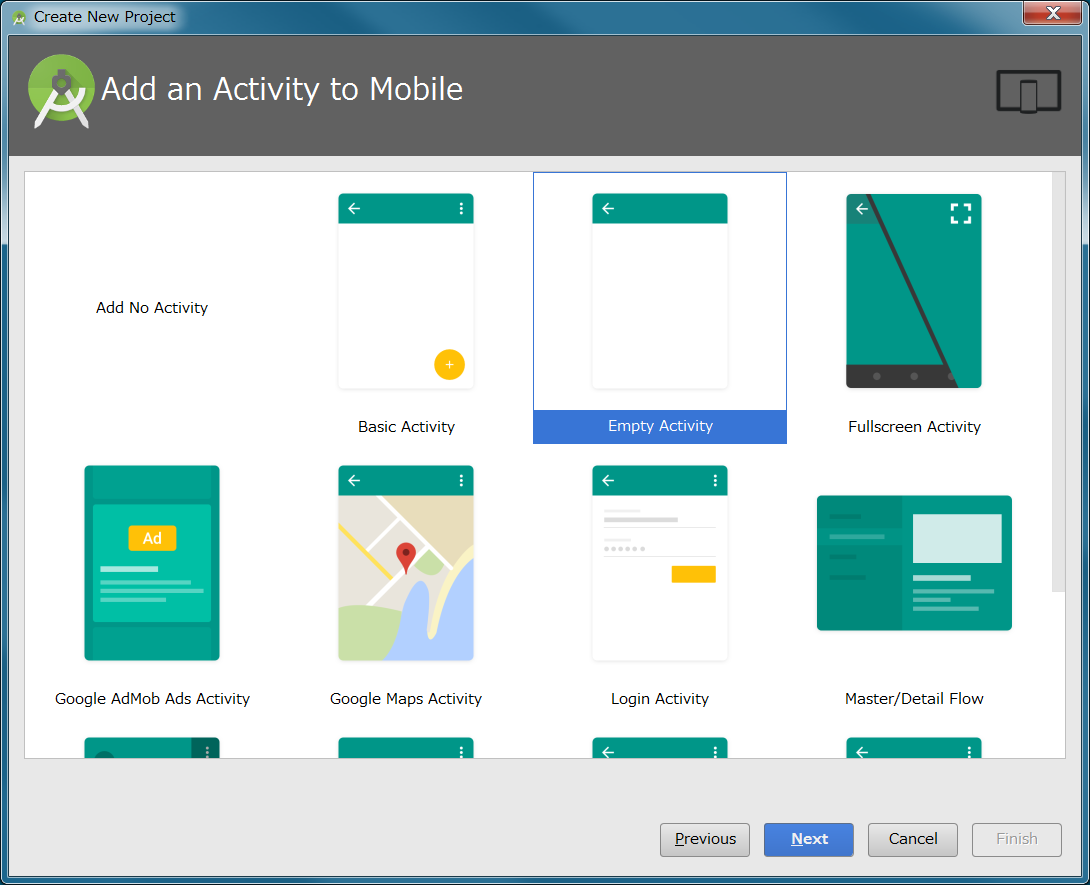 Create New Project
Add an Activity to Mobile
Add No Activity
Basic Activity
Empty Activity
Fullscreen Activity
Ad
Google AdMob Ads Activity
Google Maps Activity
Login Activity
Master/Detail Flow
Previous
Next
Cancel
Finish